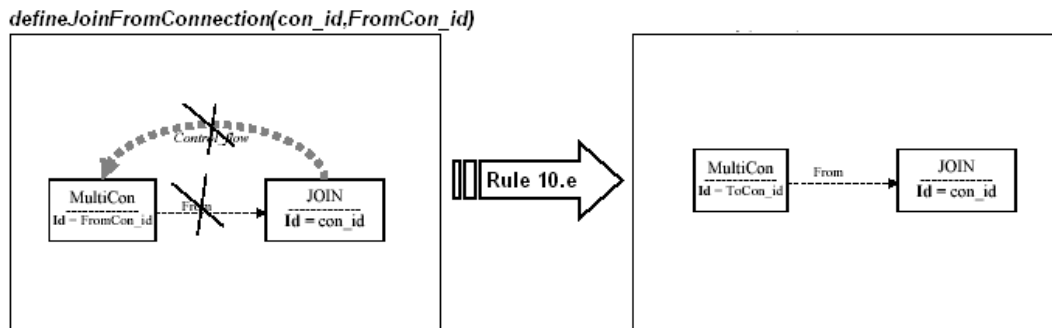 defineJoinFromConnection(con_id,FromCon_id)
Control_flow
MultiCon
Id = FromCon_id
From
JOIN
Id = con_id
Rule 10.e
MultiCon
Id = ToCon_id
From
JOIN
Id = con_id